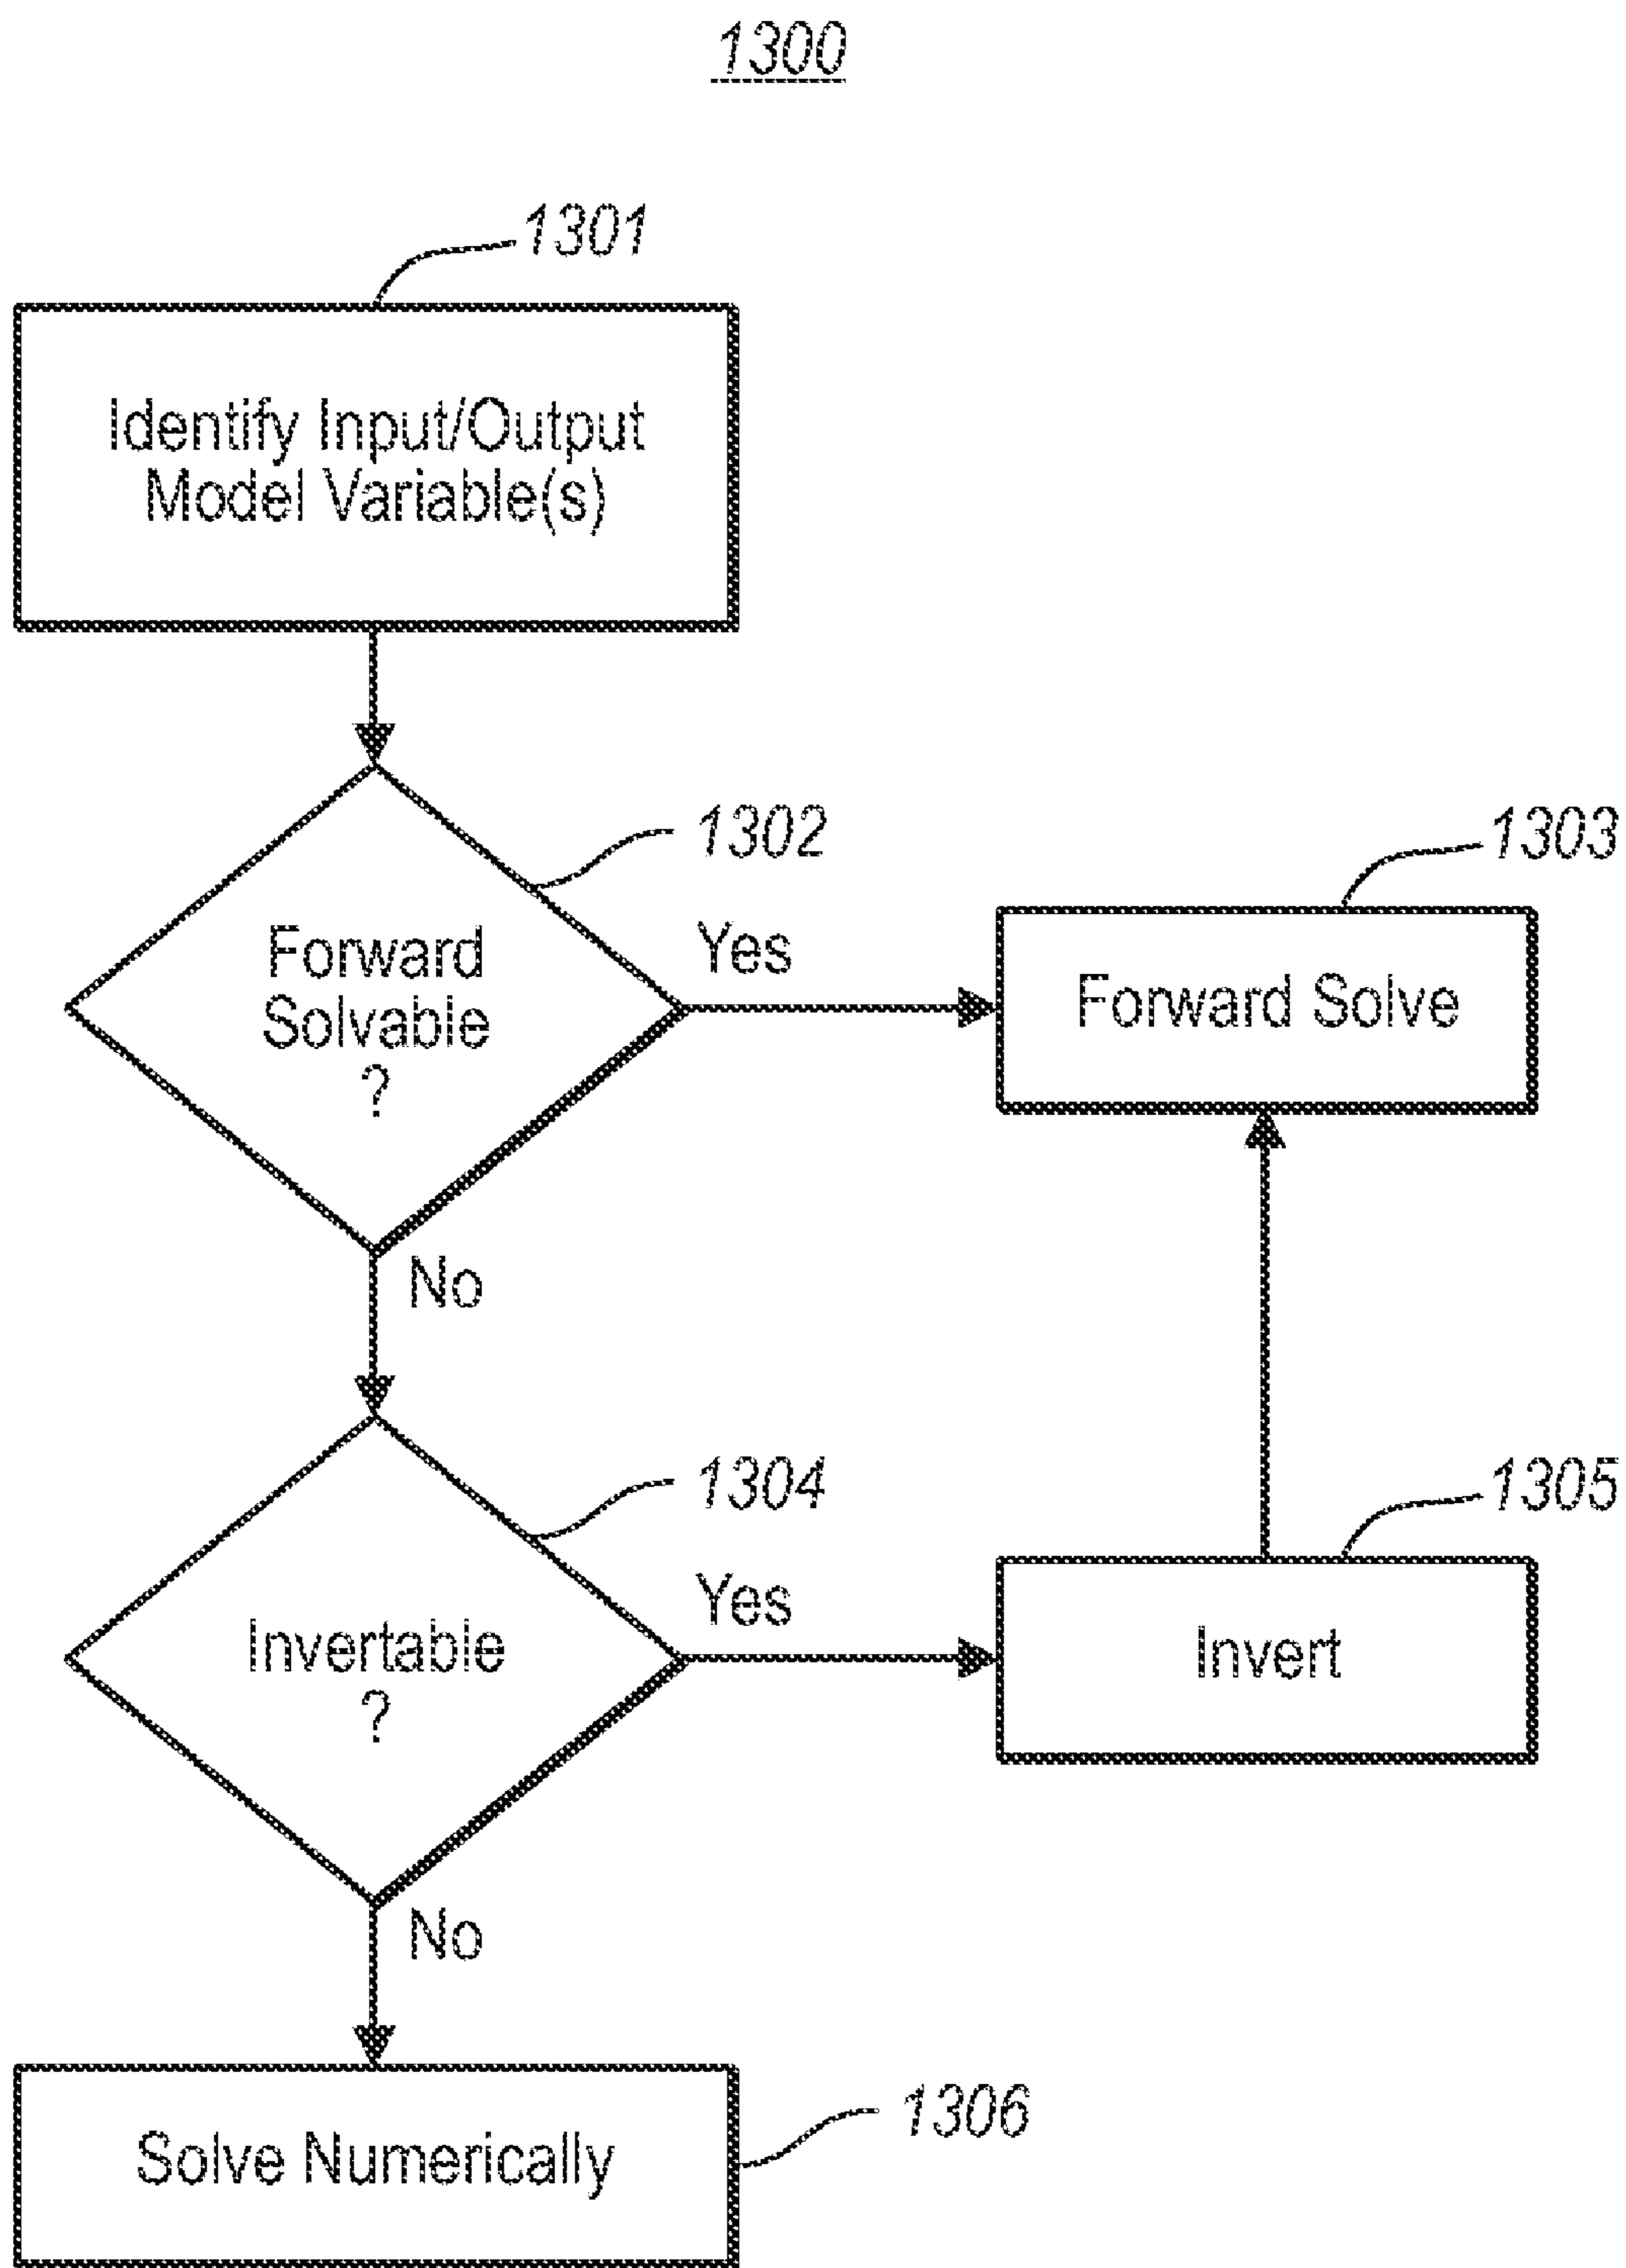 1300
1301
Identify Input/Output
Model Variable(s)
1302
1303
Forward
Solvable
?
Yes
Forward Solve
No
1304
1305
Invertable
?
Yes
Invert
No
1306
Solve Numerically